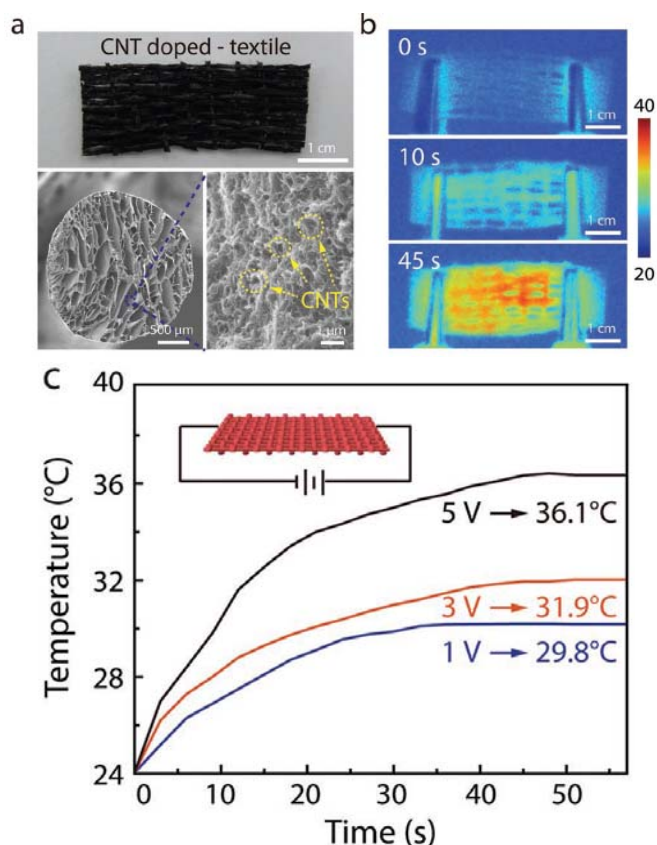 a
CNT doped - textile
1 cm
500 μm
CNTs
1 μm
b
0 s
1 cm
10 s
1 cm
45 s
1 cm
40
20
c
Temperature (°C)
40
36
32
28
24
5 V → 36.1°C
3 V → 31.9°C
1 V → 29.8°C
0 10 20 30 40 50
Time (s)